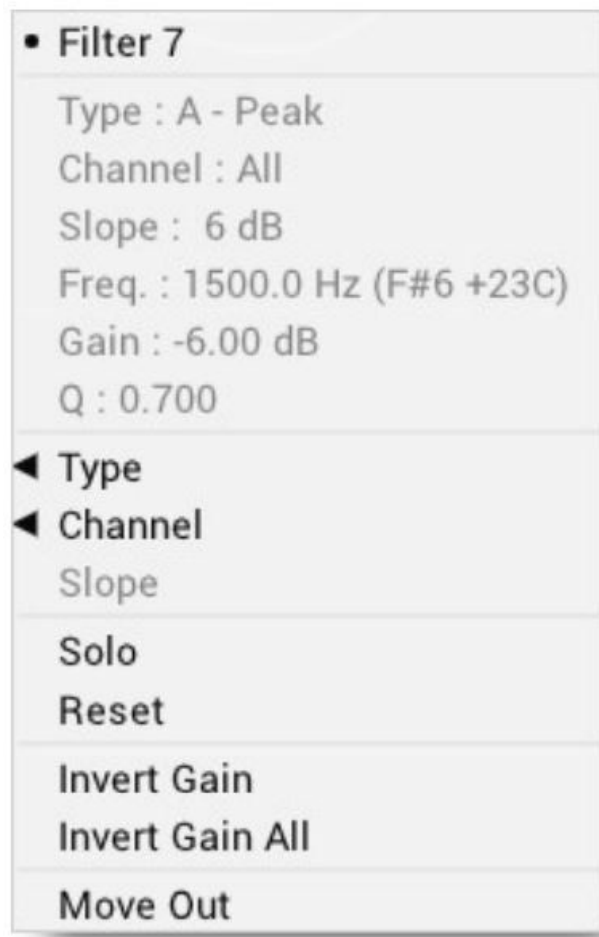 • Filter 7
Type : A - Peak
Channel : All
Slope :  6 dB
Freq. : 1500.0 Hz (F#6 +23C)
Gain : -6.00 dB
Q : 0.700
Type
Channel
Slope
Solo
Reset
Invert Gain
Invert Gain All
Move Out